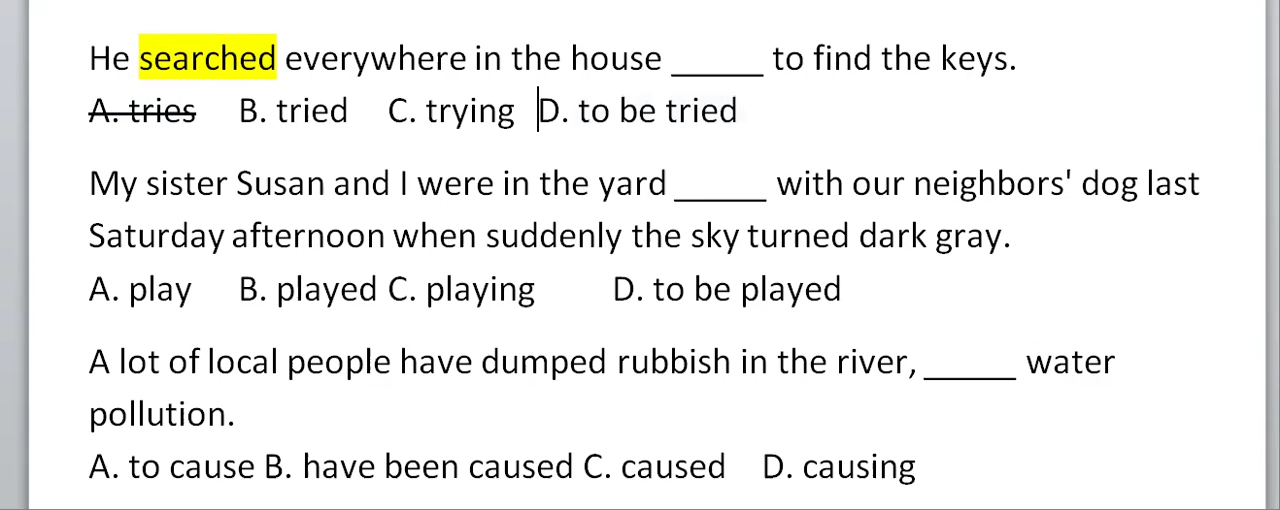 He searched everywhere in the house _____ to find the keys.
A. tries B. tried C. trying D. to be tried
My sister Susan and I were in the yard _____ with our neighbors' dog last
Saturday afternoon when suddenly the sky turned dark gray.
A. play B. played C. playing D. to be played
A lot of local people have dumped rubbish in the river, _____ water
pollution.
A. to cause B. have been caused C. caused D. causing